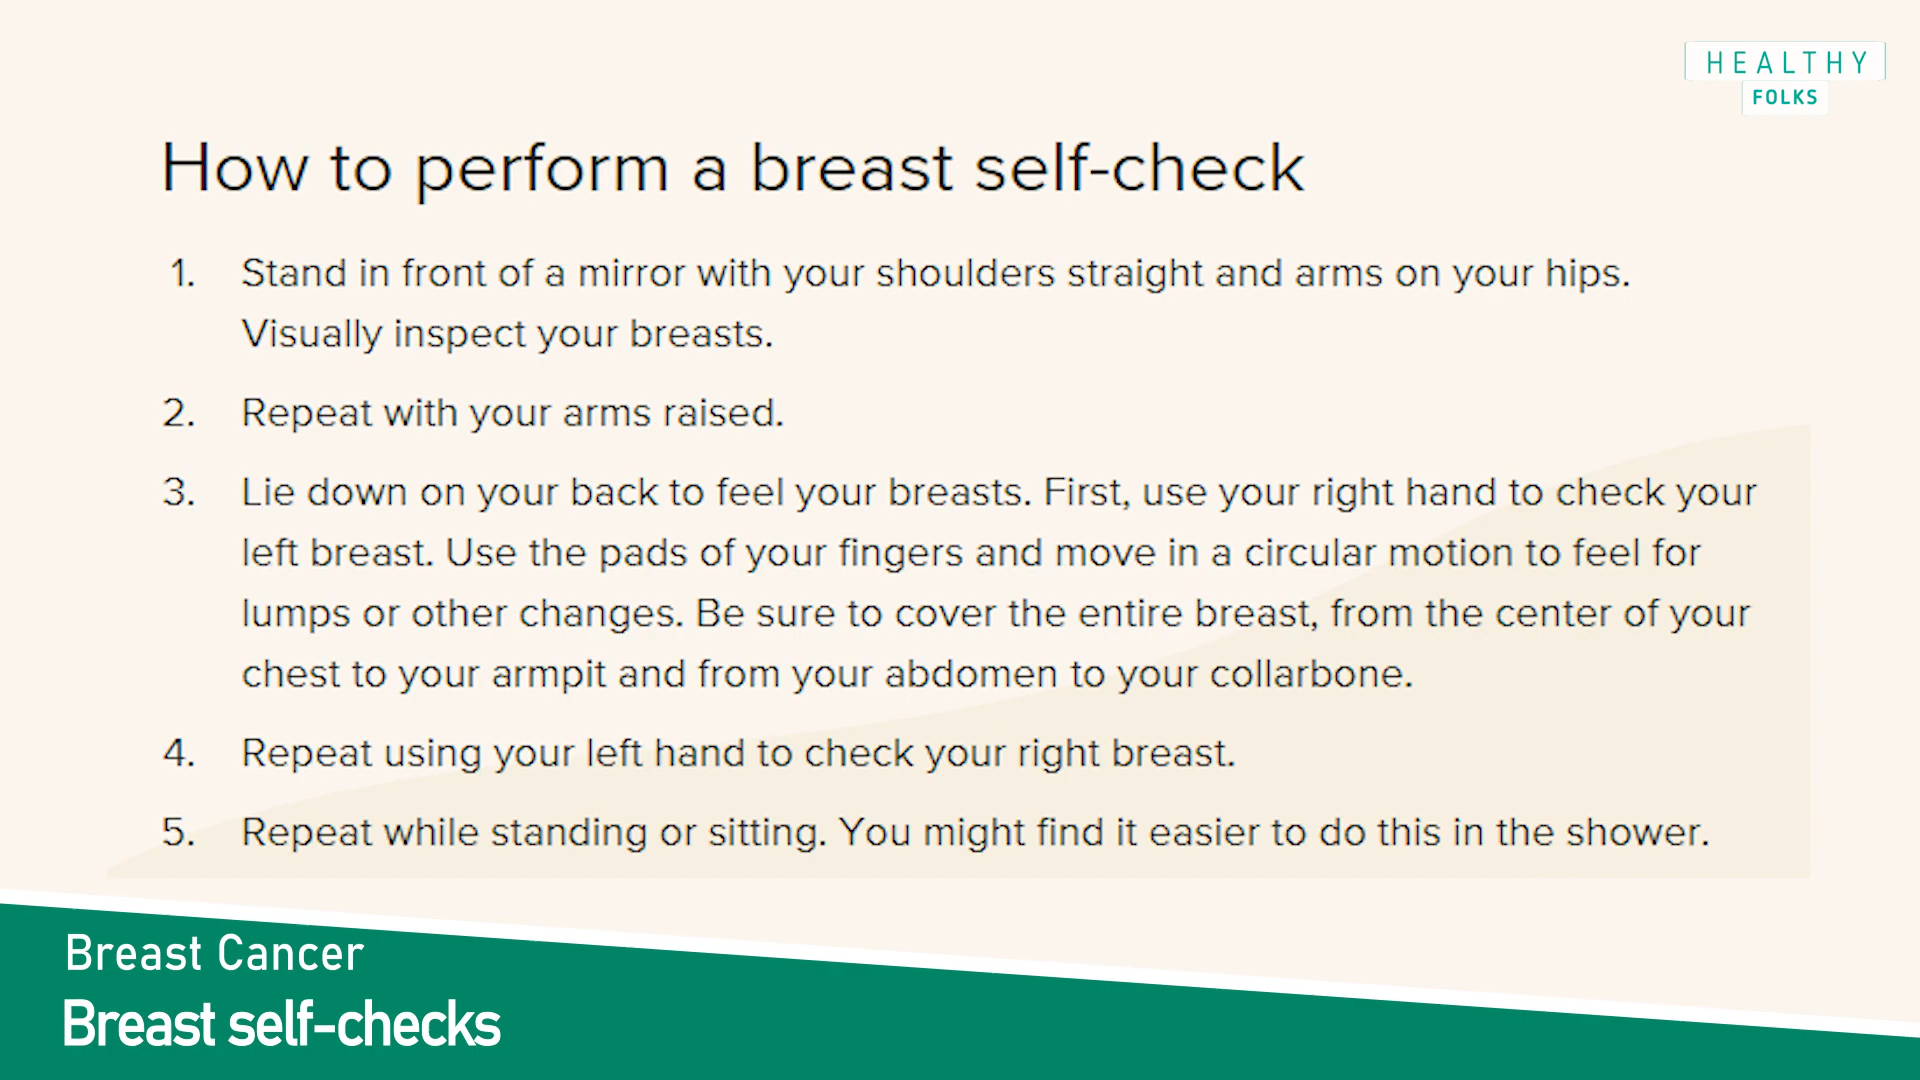 HEALTHY
FOLKS
How to perform a breast self-check
1. Stand in front of a mirror with your shoulders straight and arms on your hips.
Visually inspect your breasts.
2. Repeat with your arms raised.
3. Lie down on your back to feel your breasts. First, use your right hand to check your
left breast. Use the pads of your fingers and move in a circular motion to feel for
lumps or other changes. Be sure to cover the entire breast, from the center of your
chest to your armpit and from your abdomen to your collarbone.
4. Repeat using your left hand to check your right breast.
5. Repeat while standing or sitting. You might find it easier to do this in the shower.
Breast Cancer
Breast self-checks